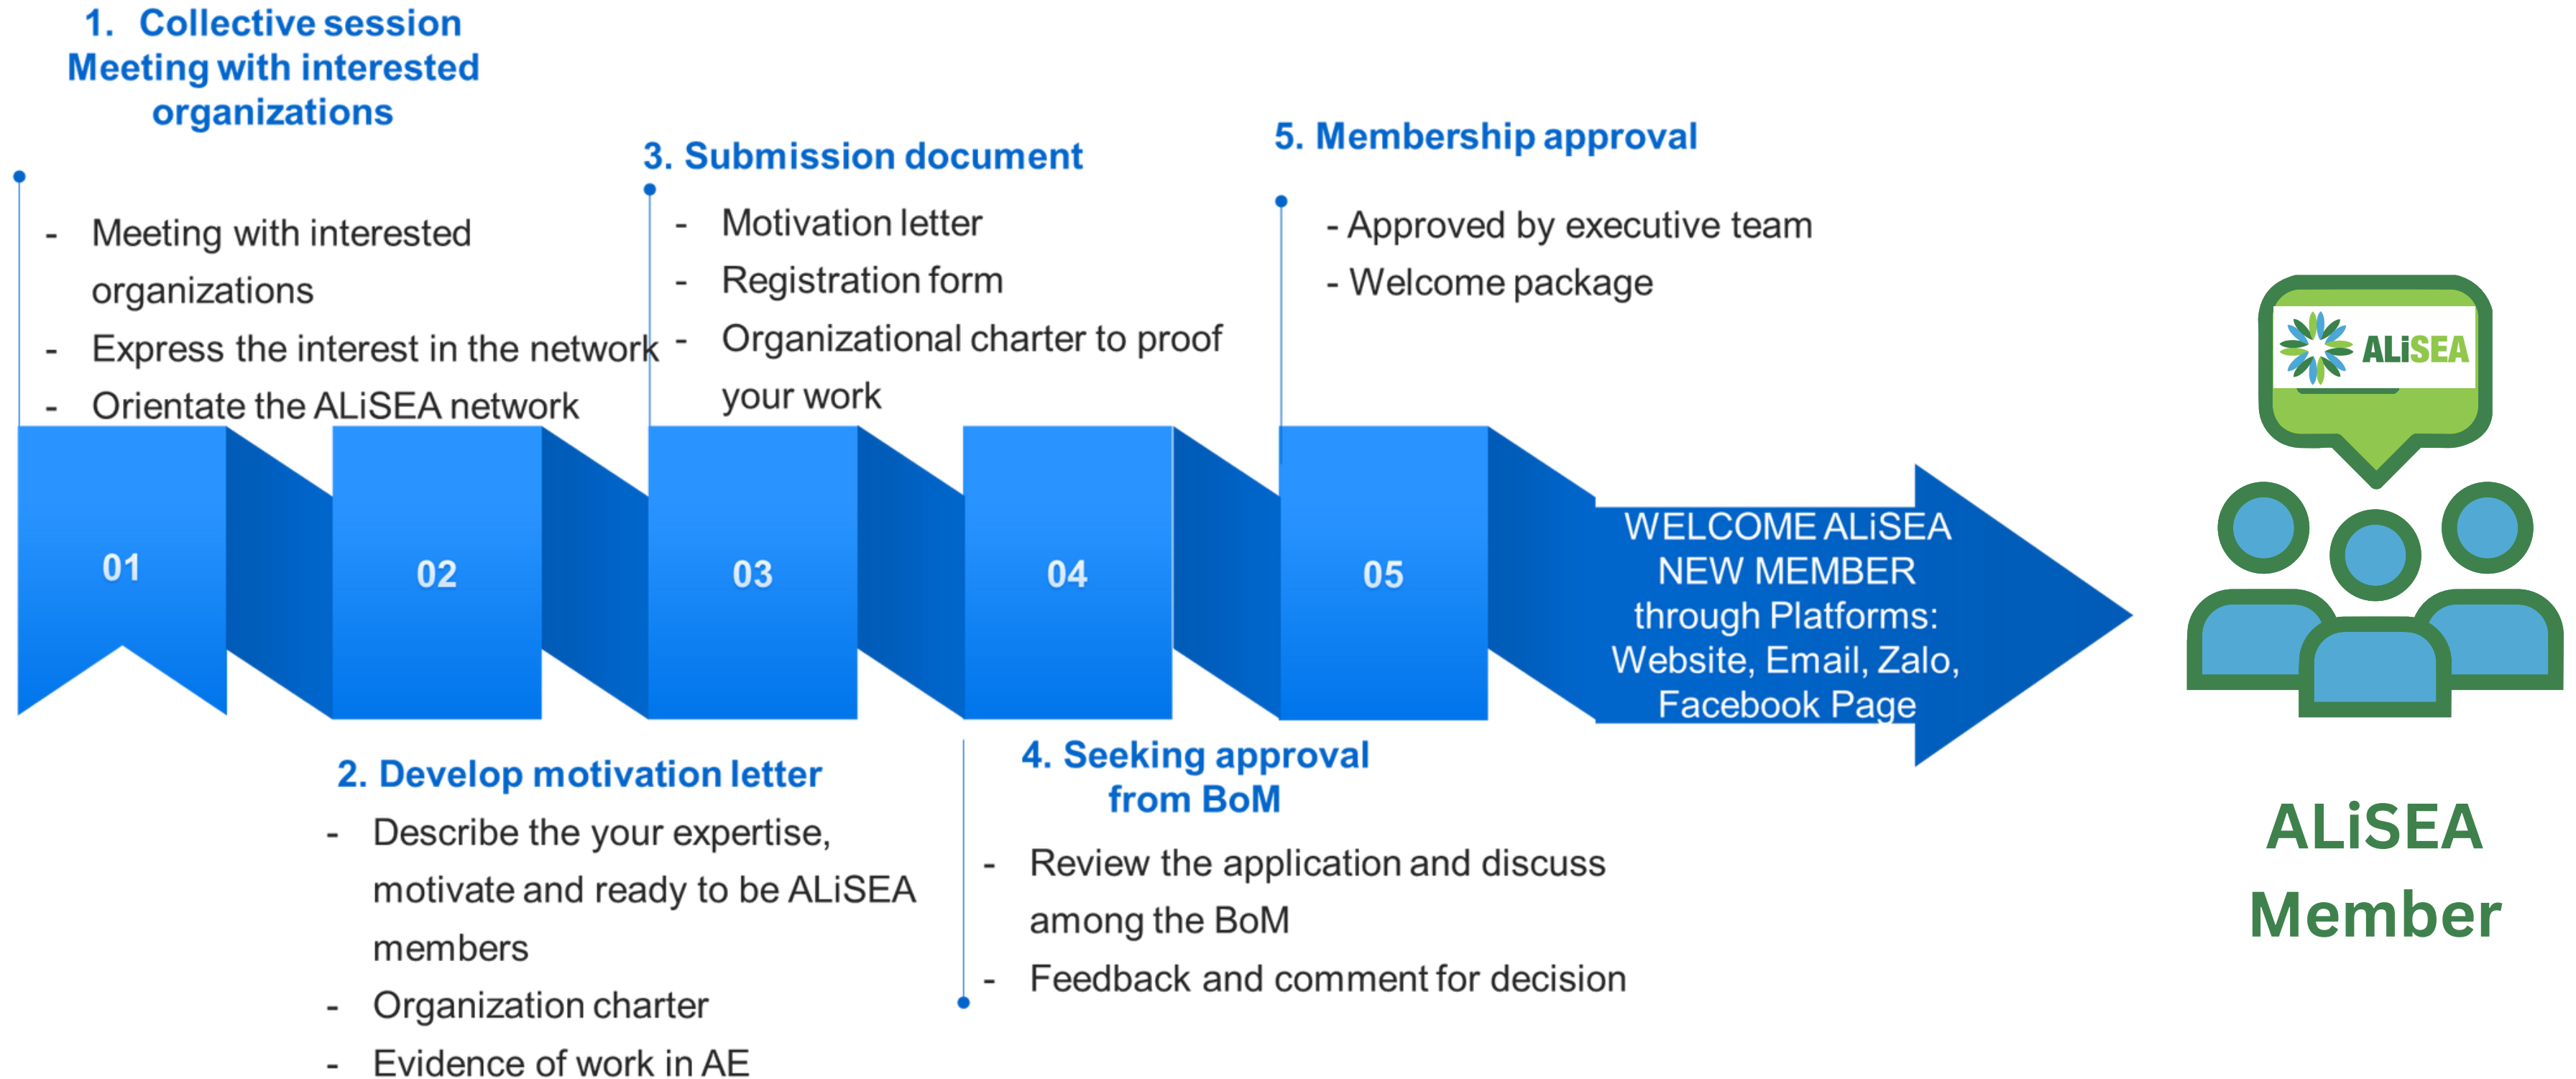 1. Collective session
Meeting with interested
organizations
- Meeting with interested
organizations
- Express the interest in the network
- Orientate the ALiSEA network
3. Submission document
- Motivation letter
- Registration form
- Organizational charter to proof
your work
5. Membership approval
- Approved by executive team
- Welcome package
01
02
03
04
05
WELCOME ALiSEA
NEW MEMBER
through Platforms:
Website, Email, Zalo,
Facebook Page
2. Develop motivation letter
- Describe the your expertise,
motivate and ready to be ALiSEA
members
- Organization charter
- Evidence of work in AE
4. Seeking approval
from BoM
- Review the application and discuss
among the BoM
- Feedback and comment for decision
ALiSEA
ALiSEA
Member